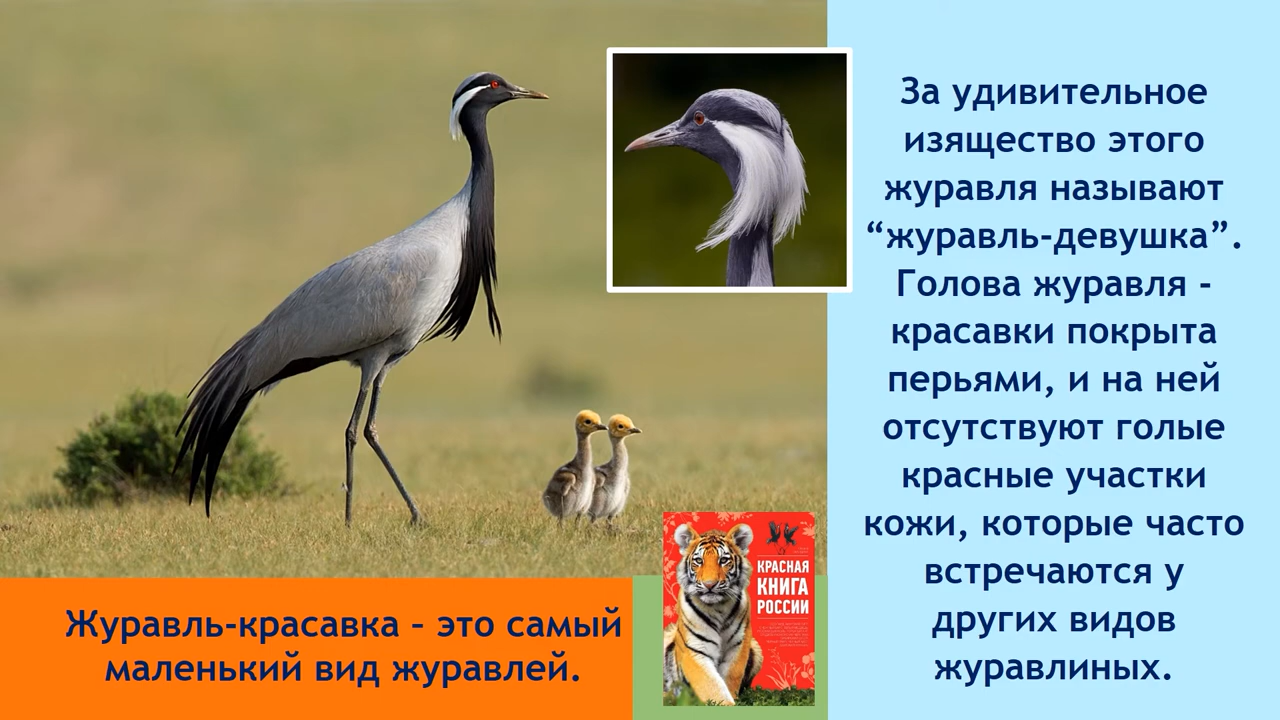 За удивительное
изящество этого
журавля называют
“журавль-девушка”.
Голова журавля -
красавки покрыта
перьями, и на ней
отсутствуют голые
красные участки
кожи, которые часто
встречаются у
других видов
журавлиных.
Журавль-красавка – это самый
маленький вид журавлей.
КРАСНАЯ
КНИГА
РОССИИ